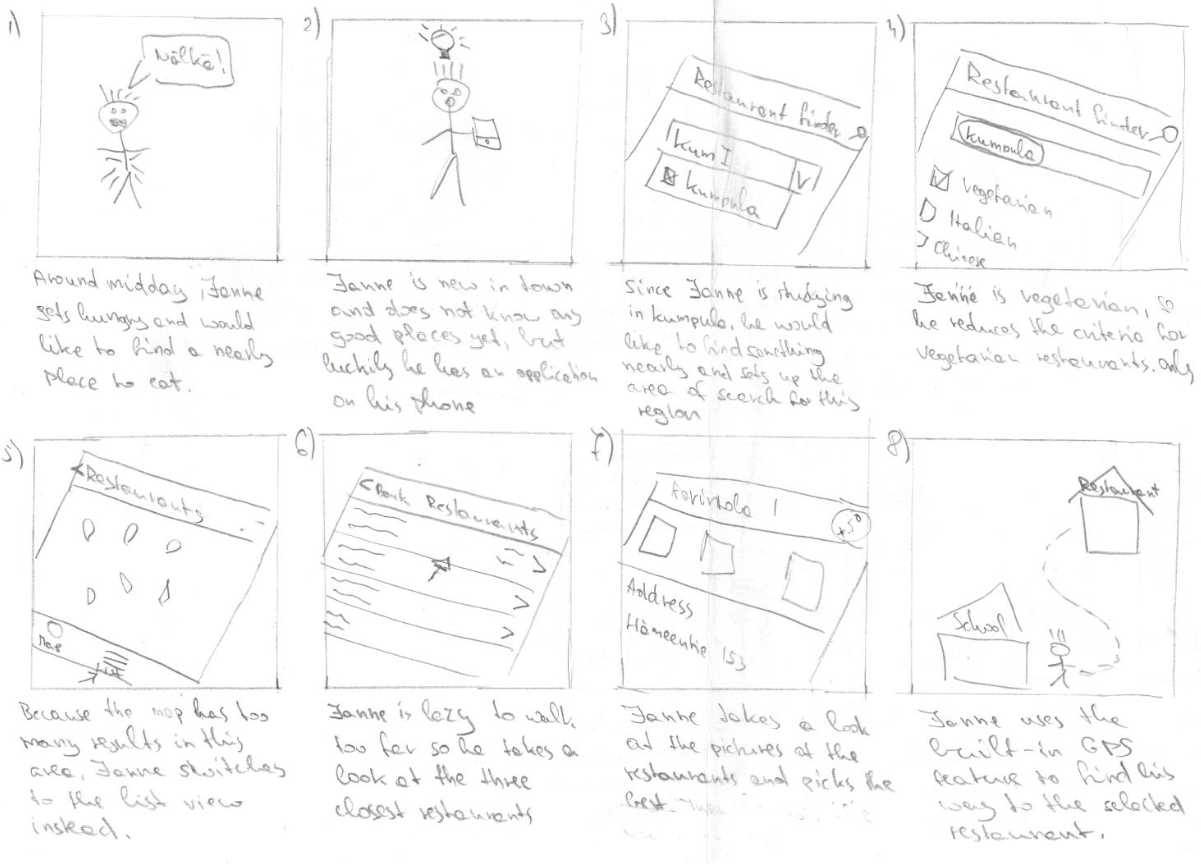 1)
Nälkä!
Around midday, Janne
gets hungry and would
like to find a nearby
place to eat.
2)
Janne is new in town
and does not know any
good places yet, but
luckily he has an application
on his phone
3)
Restaurant finder
kum
kumpula
Since Janne is studying
in kumpula, he would
like to find something
nearby and sets up the
area of search for this
region
4)
Restaurant finder
kumpula
Vegetarian
Italian
Chinese
Janne is vegetarian, so
he reduces the criteria for
vegetarian restaurants only
5)
< Restaurants
Map
Because the map has too
many results in this
area, Janne switches
to the list view
instead.
6)
< Back Restaurants
Janne is lazy to walk
too far so he takes a
look at the three
closest restaurants
7)
Ravintola 1
Address
Hämeentie 153
Janne takes a look
at the pictures of the
restaurants and picks the
best.
8)
Restaurant
School
Janne uses the
built-in GPS
feature to find his
way to the selected
restaurant.